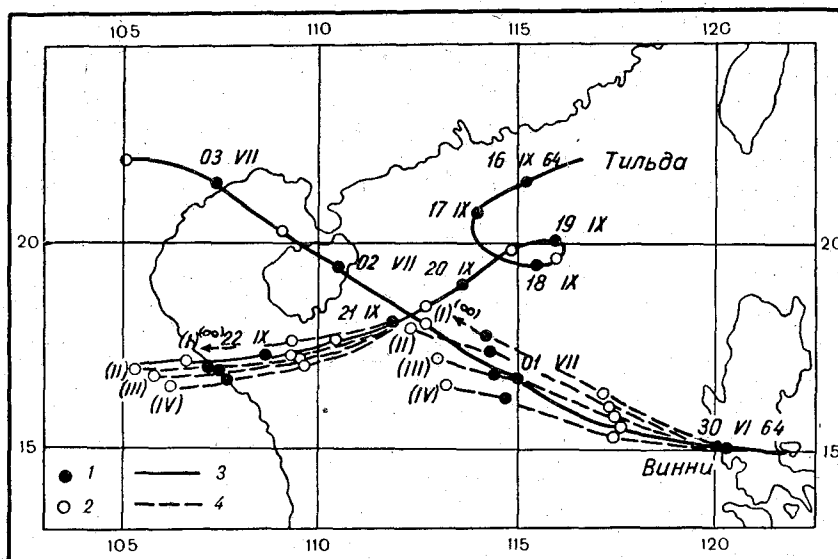 105 110 115 120
03 VII
16 IX 64
Тильда
17 IX
19 IX
20 20
02 VII
20 IX
18 IX
21 IX
(I) (∞)
(I) (∞) 22 IX
(II)
01 VII
(II)
(III)
(III)
(IV)
(IV)
30 VI 64
15 15
Винни
1 3
2 4
105 110 115 120